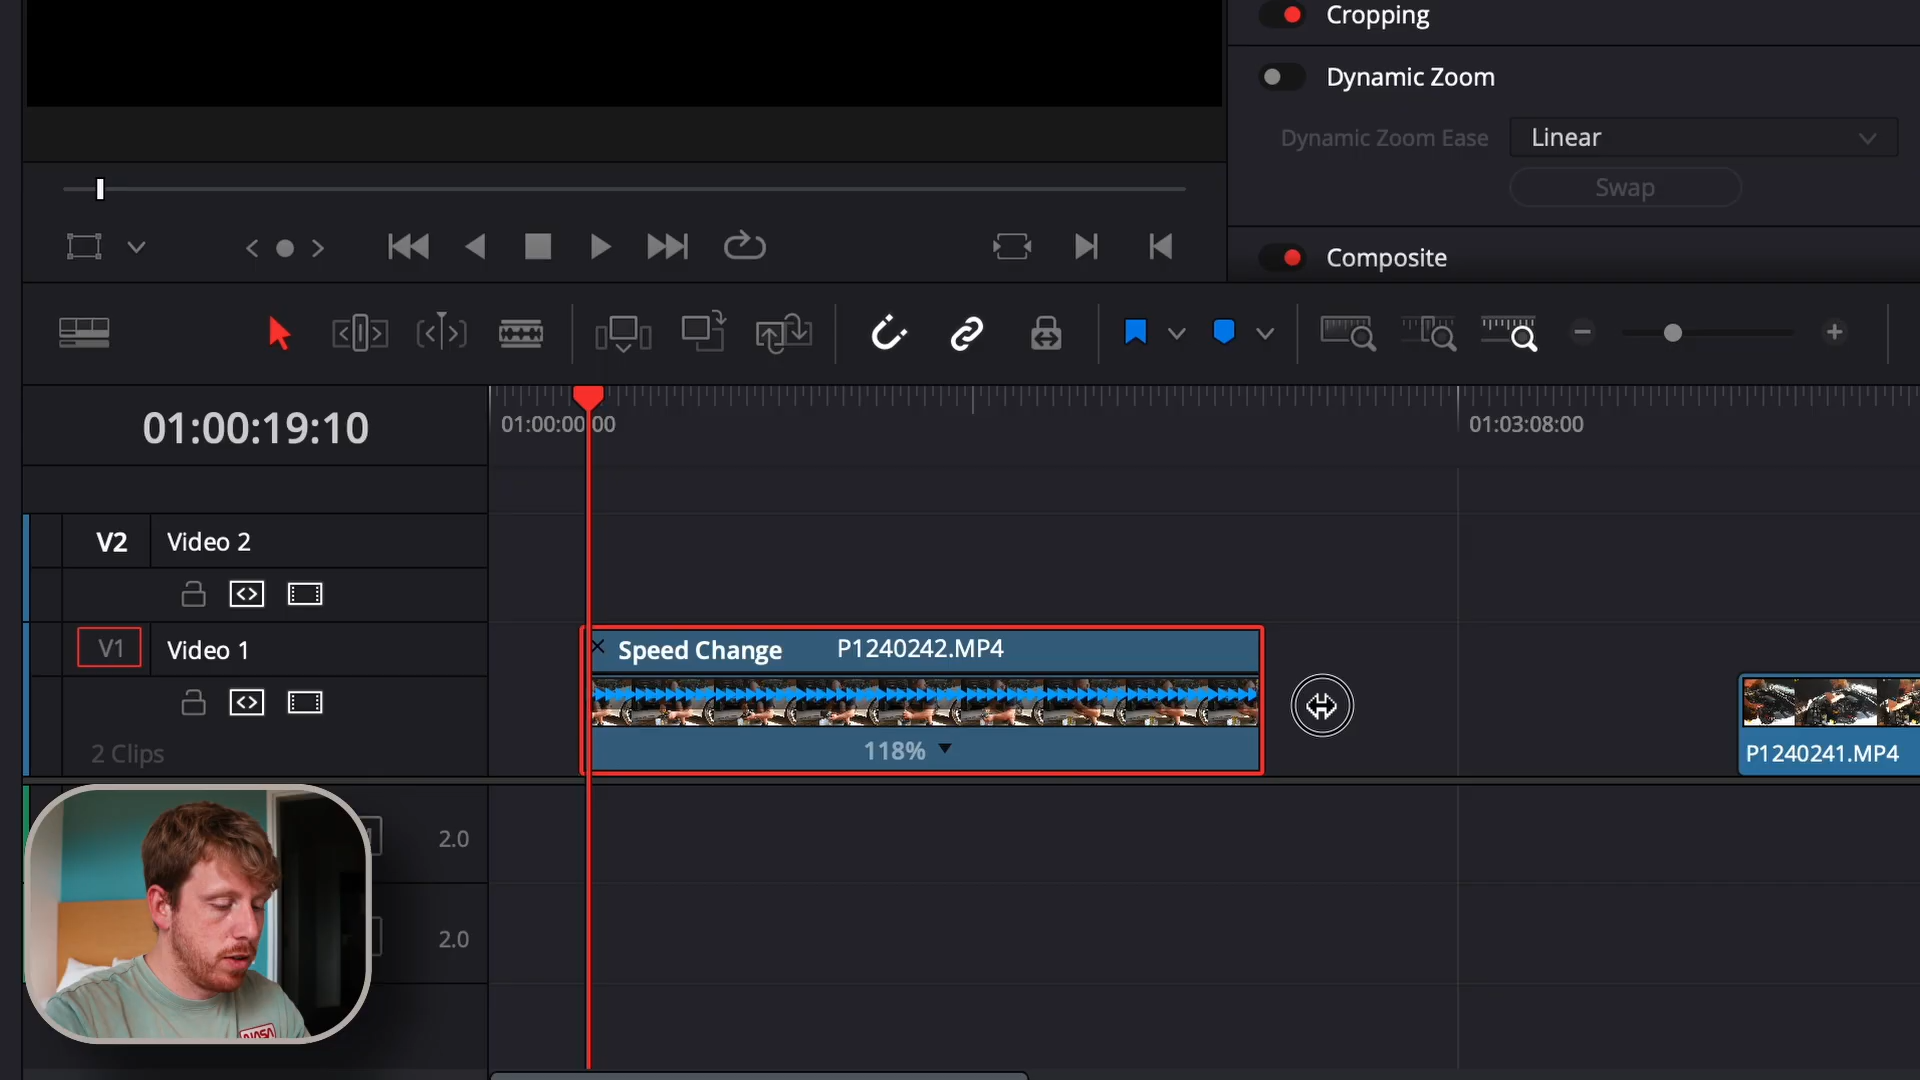 Cropping
Dynamic Zoom
Dynamic Zoom Ease
Linear
Swap
Composite
01:00:19:10
01:00:00:00
01:03:08:00
V2
Video 2
V1
Video 1
2 Clips
Speed Change
P1240242.MP4
118%
P1240241.MP4
2.0
2.0
NASA